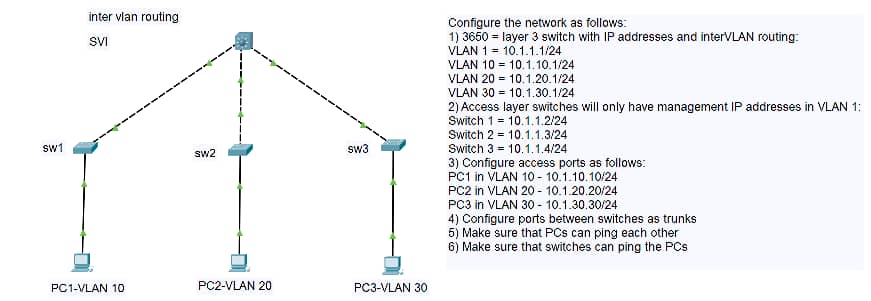 inter vlan routing
SVI
sw1
sw2
sw3
PC1-VLAN 10
PC2-VLAN 20
PC3-VLAN 30
Configure the network as follows:
1) 3650 = layer 3 switch with IP addresses and interVLAN routing:
VLAN 1 = 10.1.1.1/24
VLAN 10 = 10.1.10.1/24
VLAN 20 = 10.1.20.1/24
VLAN 30 = 10.1.30.1/24
2) Access layer switches will only have management IP addresses in VLAN 1:
Switch 1 = 10.1.1.2/24
Switch 2 = 10.1.1.3/24
Switch 3 = 10.1.1.4/24
3) Configure access ports as follows:
PC1 in VLAN 10 - 10.1.10.10/24
PC2 in VLAN 20 - 10.1.20.20/24
PC3 in VLAN 30 - 10.1.30.30/24
4) Configure ports between switches as trunks
5) Make sure that PCs can ping each other
6) Make sure that switches can ping the PCs